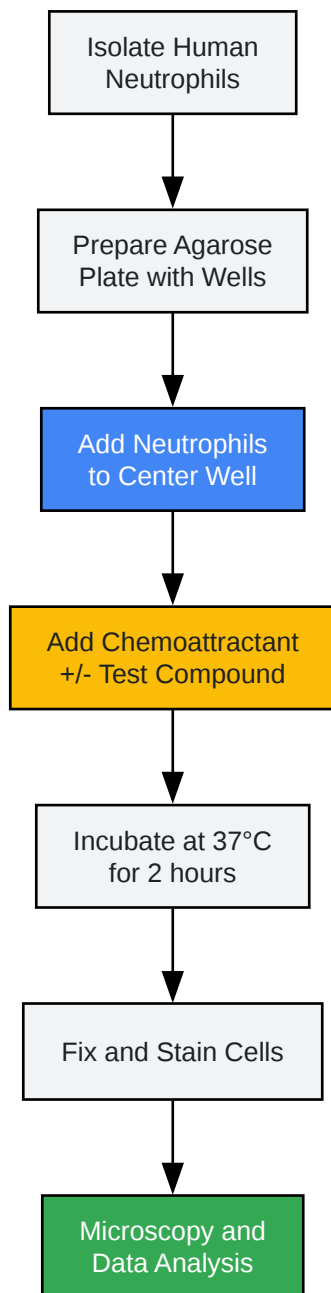 Isolate Human
Neutrophils
Prepare Agarose
Plate with Wells
Add Neutrophils
to Center Well
Add Chemoattractant
+/- Test Compound
Incubate at 37°C
for 2 hours
Fix and Stain Cells
Microscopy and
Data Analysis